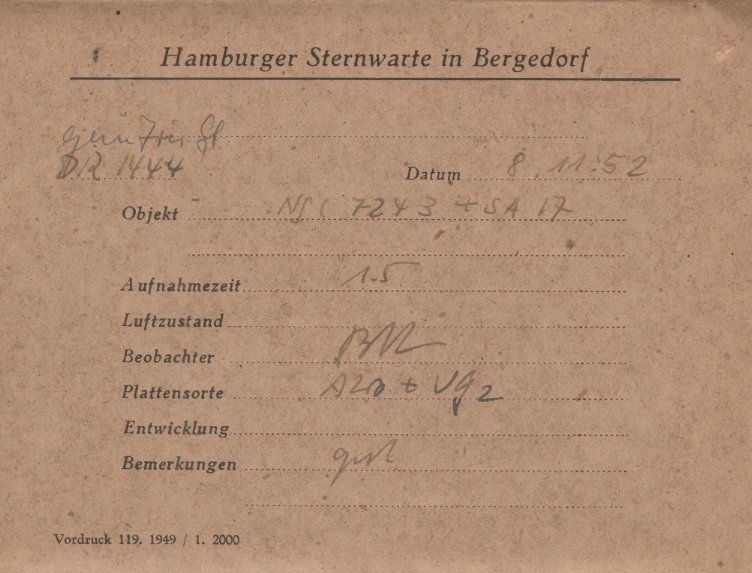 Hamburger Sternwarte in Bergedorf
DR 1444
Datum 8.11.52
Objekt NGC 7243 + SA 17
Aufnahmezeit 1.5
Luftzustand
Beobachter
Plattensorte + UG2
Entwicklung
Bemerkungen gut
Vordruck 119. 1949 / 1. 2000